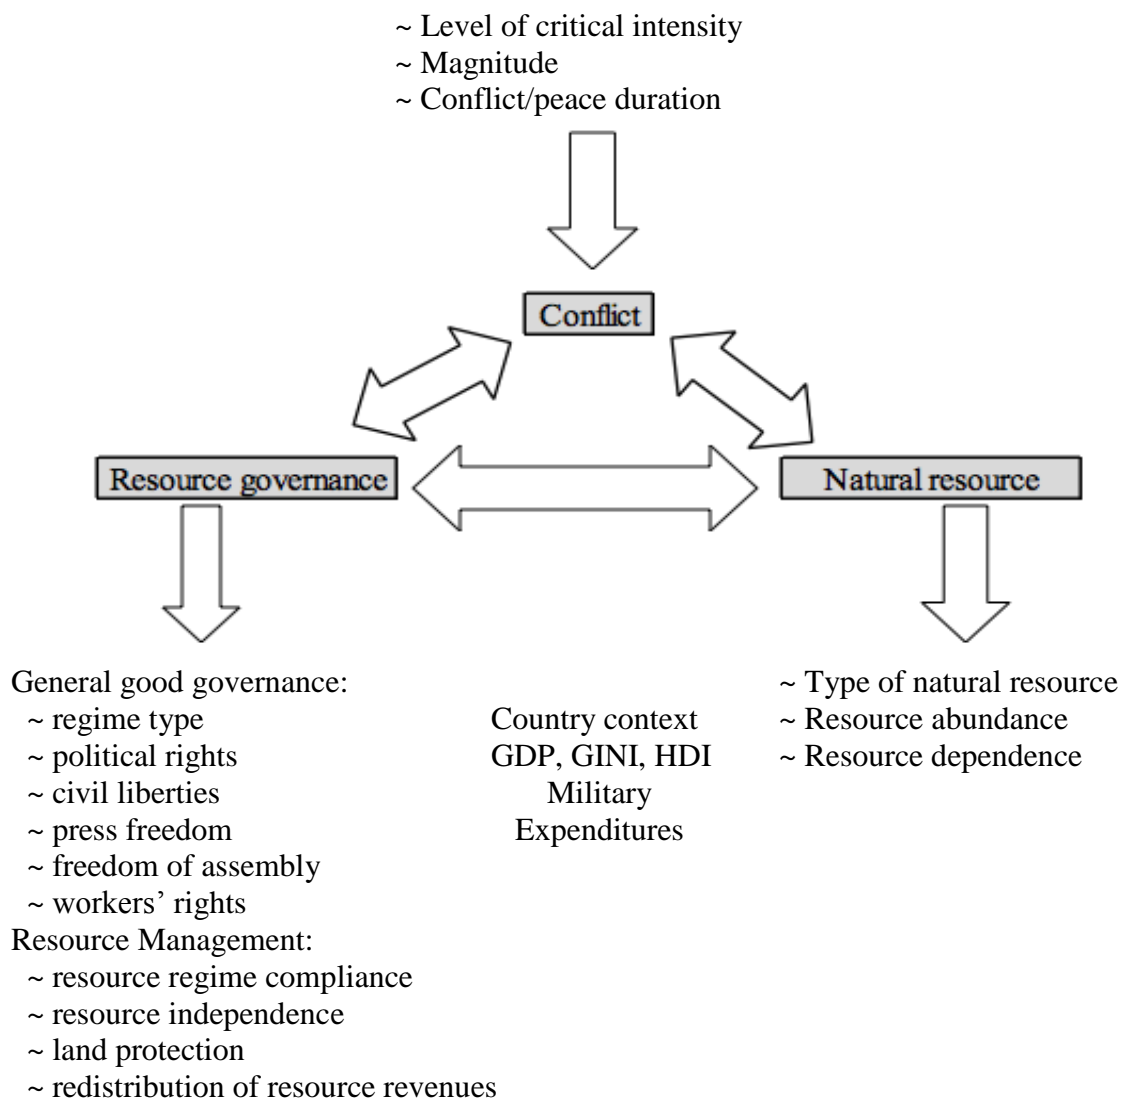 ~ Level of critical intensity
~ Magnitude
~ Conflict/peace duration
Conflict
Resource governance
Natural resource
General good governance:
~ regime type
~ political rights
~ civil liberties
~ press freedom
~ freedom of assembly
~ workers’ rights
Resource Management:
~ resource regime compliance
~ resource independence
~ land protection
~ redistribution of resource revenues
Country context
GDP, GINI, HDI
Military
Expenditures
~ Type of natural resource
~ Resource abundance
~ Resource dependence